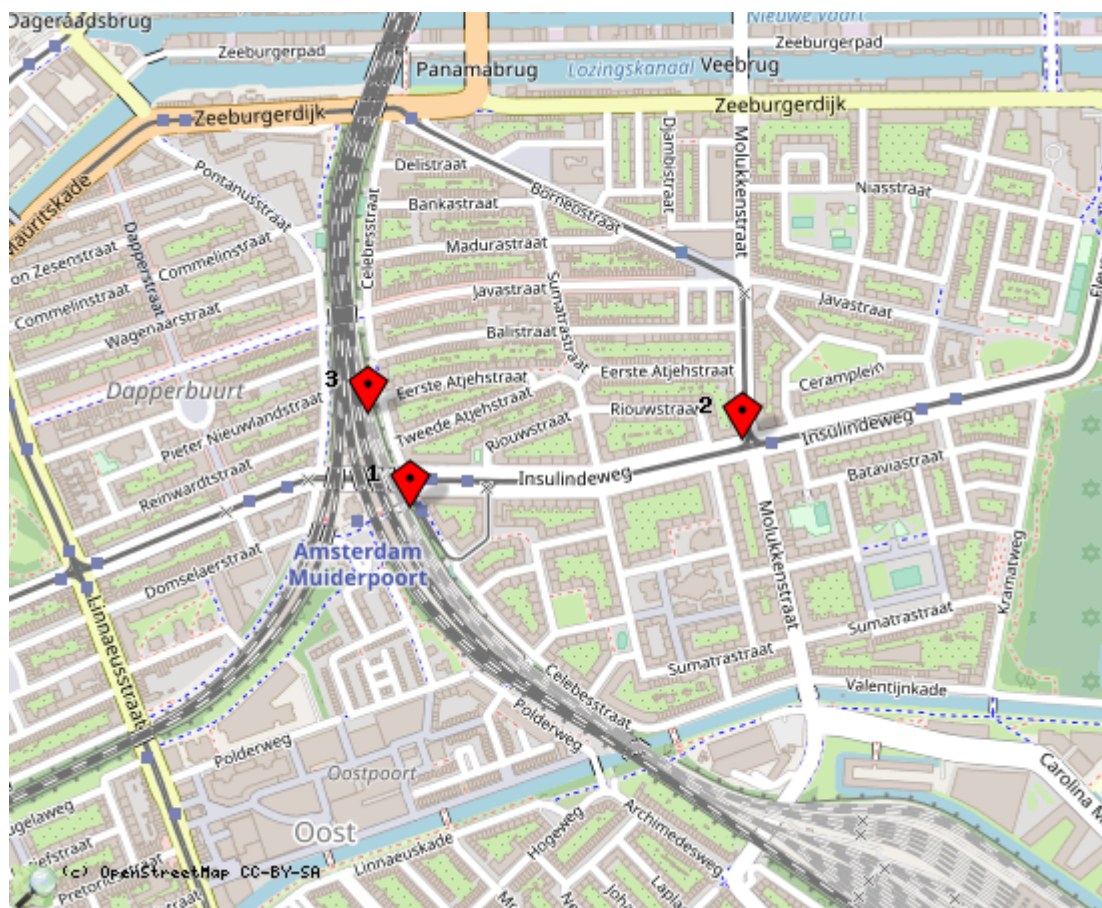 Dageraadsbrug
Nieuwe Vaart
Zeeburgerpad
Zeeburgerpad
Panamabrug
Lozingskanaal
Veebrug
Zeeburgerdijk
Zeeburgerdijk
Mauritskade
Pontanusstraat
Delistraat
Djambistraat
Molukkenstraat
Bankastraat
Borneostraat
Niasstraat
Celebesstraat
Dapperstraat
on Zesenstraat
Commelinstraat
Madurastraat
Commelinstraat
Sumatrastraat
Javastraat
Javastraat
Wagenaarstraat
Balistraat
3
Eerste Atjehstraat
Eerste Atjehstraat
Ceramplein
Dapperbuurt
Riouwstraat
2
Pieter Nieuwlandstraat
Tweede Atjehstraat
Riouwstraat
Insulindeweg
Reinwardtstraat
1
Insulindeweg
Bataviastraat
Molukkenstraat
Amsterdam
Muiderpoort
Domselaerstraat
Kramatweg
Linnaeusstraat
Sumatrastraat
Sumatrastraat
Celebesstraat
Valentijnkade
Polderweg
Polderweg
Oostpoort
Carolina M
Oost
Archimedesweg
Hogeweg
Linnaeuskade
(c) OpenStreetMap CC-BY-SA